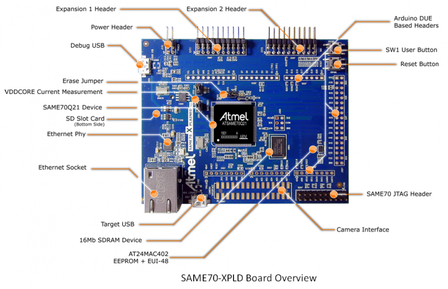 Expansion 1 Header
Expansion 2 Header
Power Header
Arduino DUE
Based Headers
Debug USB
SW1 User Button
Reset Button
Erase Jumper
VDDCORE Current Measurement
SAME70Q21 Device
SD Slot Card
(Bottom Side)
Ethernet Phy
Ethernet Socket
Atmel
ATSAME70Q21
Atmel
Target USB
16Mb SDRAM Device
AT24MAC402
EEPROM + EUI-48
SAME70 JTAG Header
Camera Interface
SAME70-XPLD Board Overview